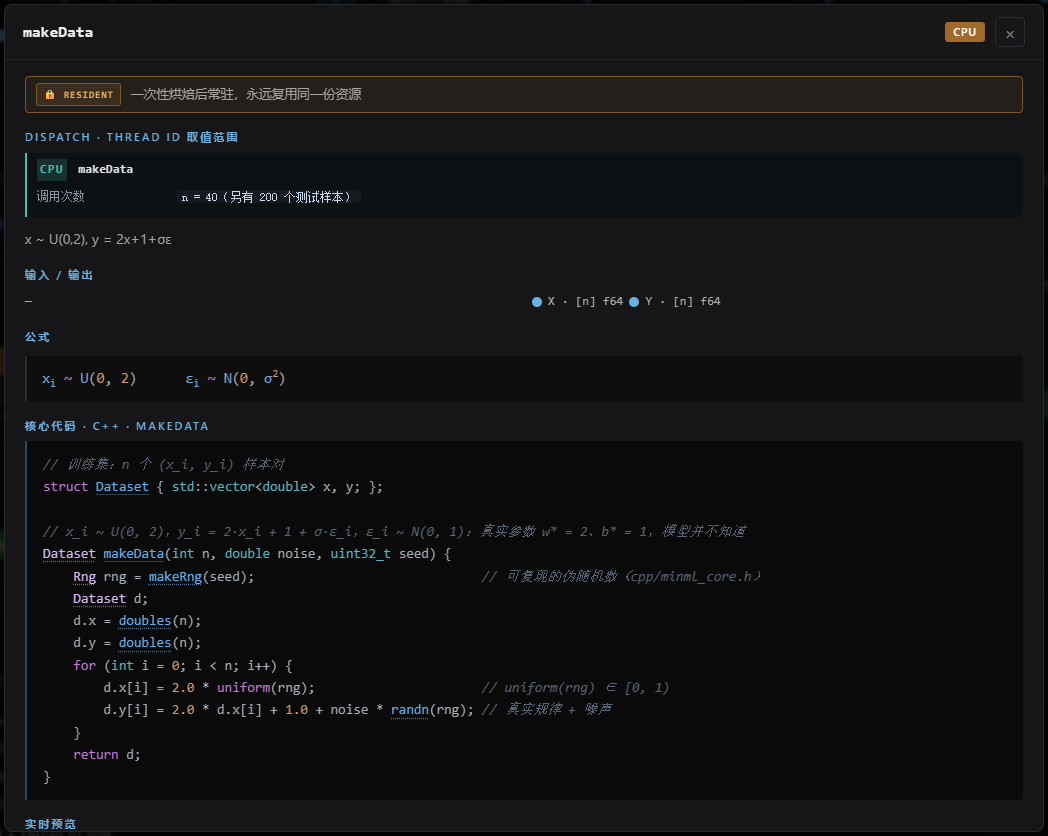 makeData
CPU
×
RESIDENT 一次性烘焙后常驻，永远复用同一份资源
DISPATCH · THREAD ID 取值范围
CPU makeData
调用次数 n = 40（另有 200 个测试样本）
x ~ U(0,2), y = 2x+1+σε
输入 / 输出
— X · [n] f64 Y · [n] f64
公式
xᵢ ~ U(0, 2) εᵢ ~ N(0, σ²)
核心代码 · C++ · MAKEDATA
// 训练集：n 个 (x_i, y_i) 样本对
struct Dataset { std::vector<double> x, y; };
// x_i ~ U(0, 2)，y_i = 2·x_i + 1 + σ·ε_i，ε_i ~ N(0, 1)：真实参数 w* = 2、b* = 1，模型并不知道
Dataset makeData(int n, double noise, uint32_t seed) {
    Rng rng = makeRng(seed);                              // 可复现的伪随机数（cpp/minml_core.h）
    Dataset d;
    d.x = doubles(n);
    d.y = doubles(n);
    for (int i = 0; i < n; i++) {
        d.x[i] = 2.0 * uniform(rng);                      // uniform(rng) ∈ [0, 1)
        d.y[i] = 2.0 * d.x[i] + 1.0 + noise * randn(rng); // 真实规律 + 噪声
    }
    return d;
}
实时预览